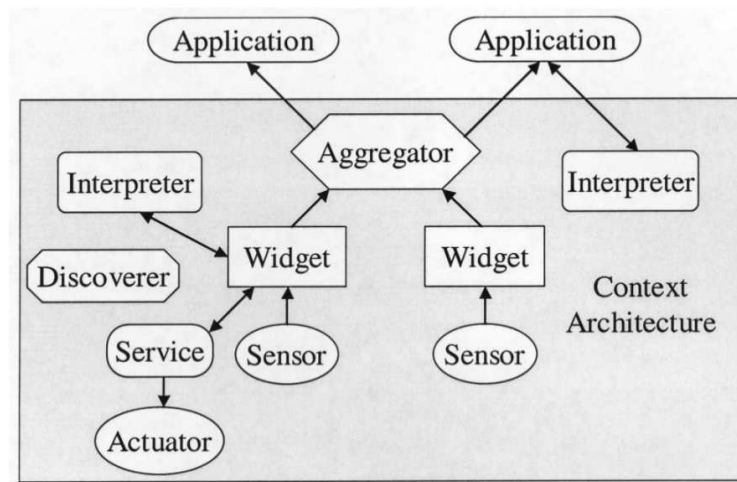 Application
Application
Aggregator
Interpreter
Interpreter
Widget
Widget
Discoverer
Context
Architecture
Service
Sensor
Sensor
Actuator